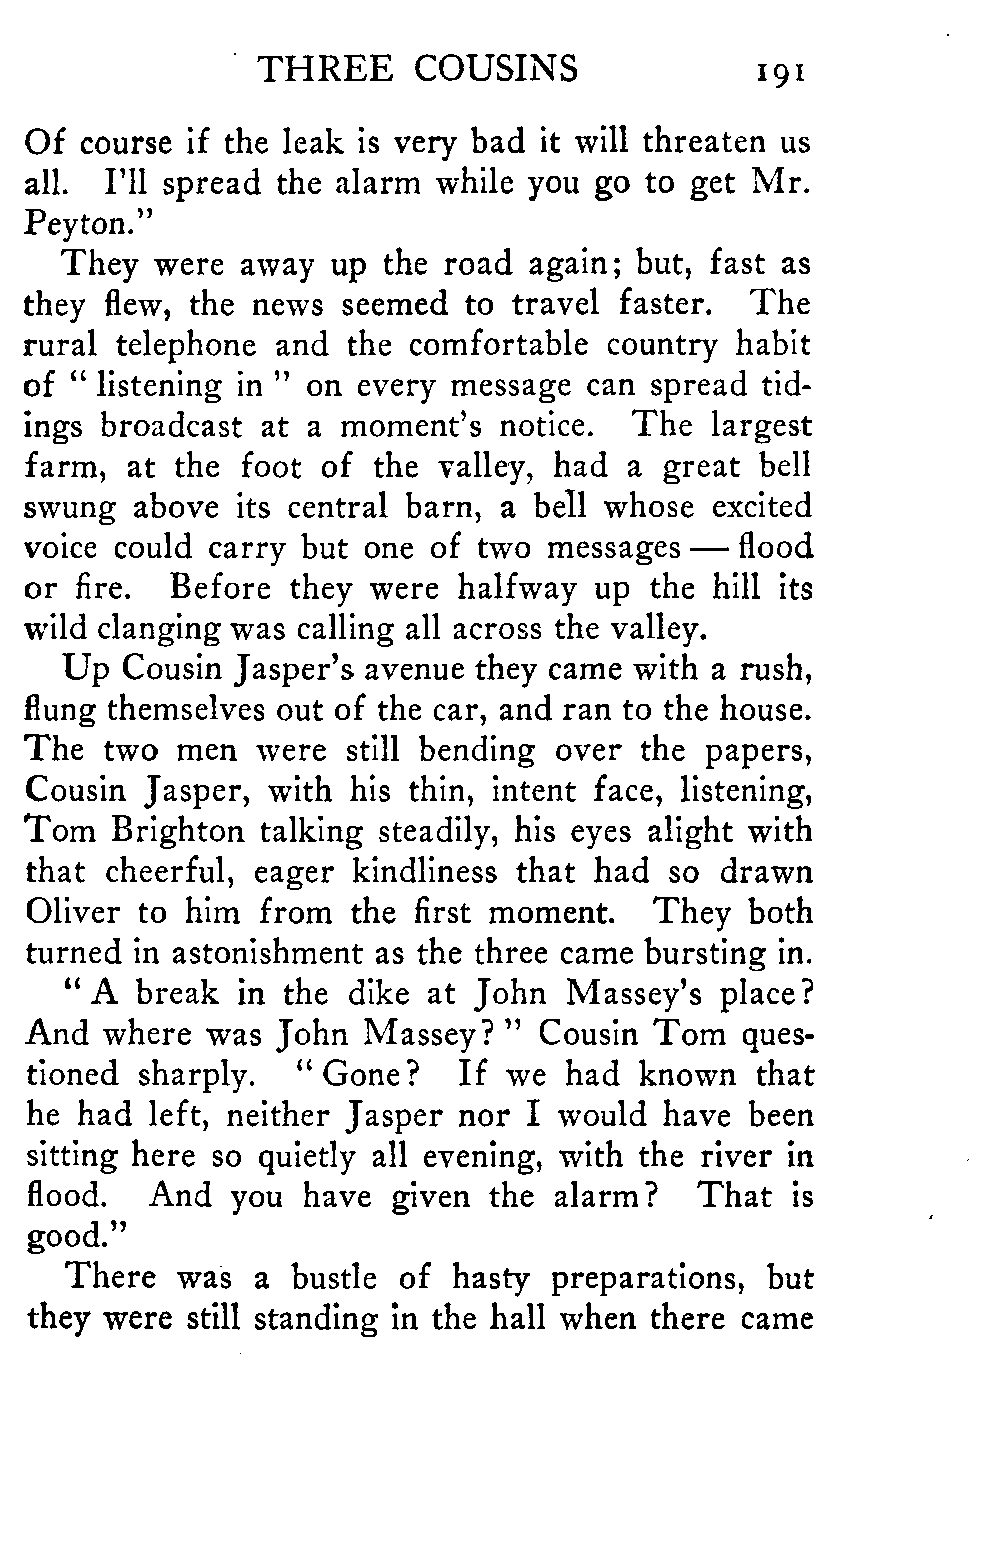 THREE COUSINS 191
Of course if the leak is very bad it will threaten us
all. I'll spread the alarm while you go to get Mr.
Peyton."
They were away up the road again; but, fast as
they flew, the news seemed to travel faster. The
rural telephone and the comfortable country habit
of " listening in " on every message can spread tid-
ings broadcast at a moment's notice. The largest
farm, at the foot of the valley, had a great bell
swung above its central barn, a bell whose excited
voice could carry but one of two messages — flood
or fire. Before they were halfway up the hill its
wild clanging was calling all across the valley.
Up Cousin Jasper's avenue they came with a rush,
flung themselves out of the car, and ran to the house.
The two men were still bending over the papers,
Cousin Jasper, with his thin, intent face, listening,
Tom Brighton talking steadily, his eyes alight with
that cheerful, eager kindliness that had so drawn
Oliver to him from the first moment. They both
turned in astonishment as the three came bursting in.
" A break in the dike at John Massey's place?
And where was John Massey? " Cousin Tom ques-
tioned sharply. " Gone? If we had known that
he had left, neither Jasper nor I would have been
sitting here so quietly all evening, with the river in
flood. And you have given the alarm? That is
good."
There was a bustle of hasty preparations, but
they were still standing in the hall when there came